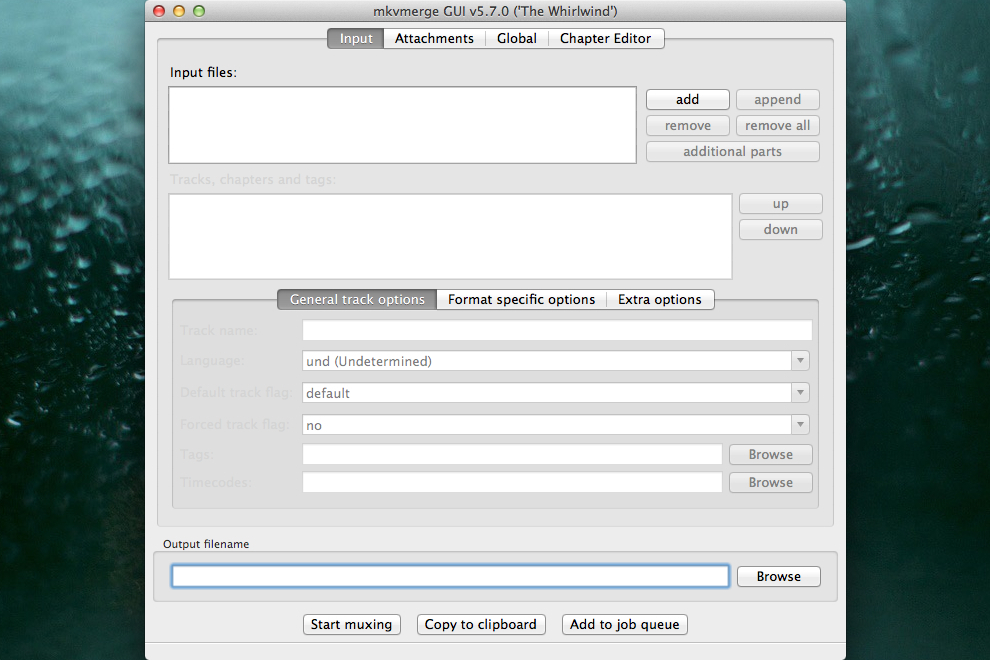 mkvmerge GUI v5.7.0 ('The Whirlwind')
Input Attachments Global Chapter Editor
Input files:
add append
remove remove all
additional parts
Tracks, chapters and tags:
up
down
General track options Format specific options Extra options
Track name:
Language: und (Undetermined)
Default track flag: default
Forced track flag: no
Tags: Browse
Timecodes: Browse
Output filename
Browse
Start muxing Copy to clipboard Add to job queue